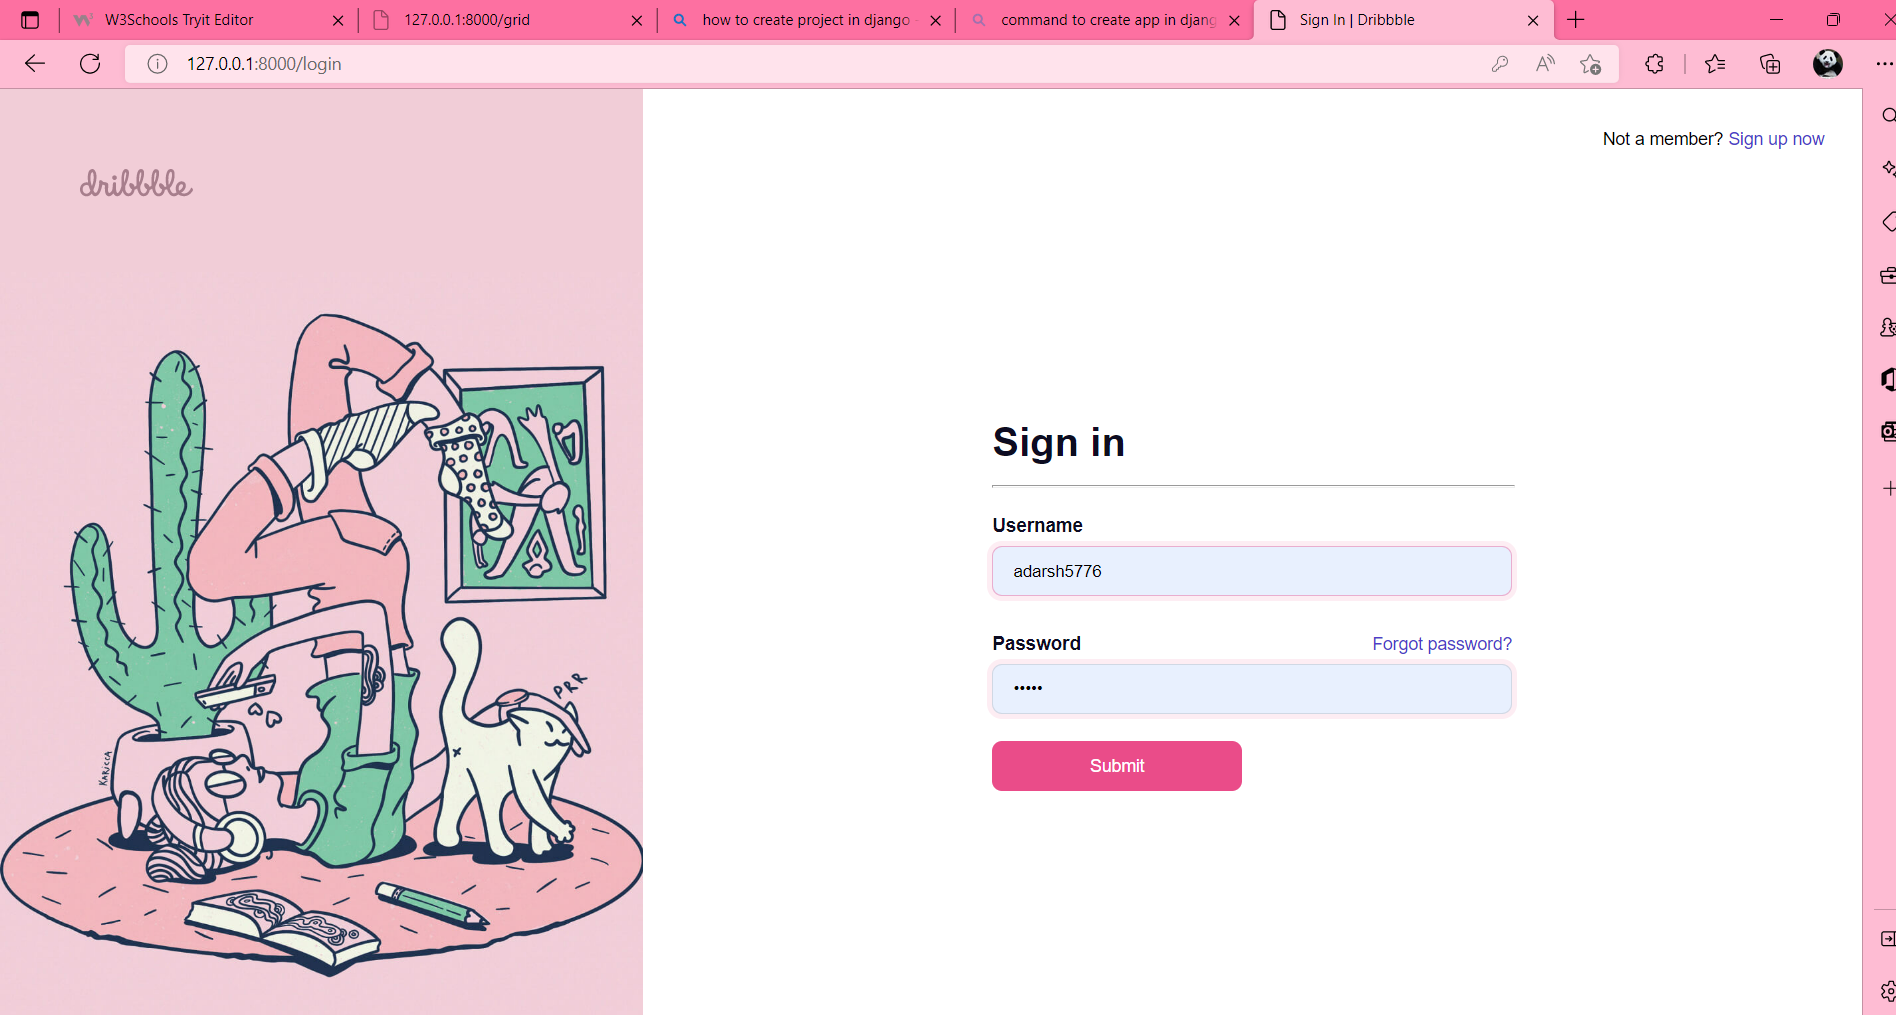 W3Schools Tryit Editor
127.0.0.1:8000/grid
how to create project in django -
command to create app in djang
Sign In | Dribbble
127.0.0.1:8000/login
Not a member? Sign up now
dribbble
Sign in
Username
adarsh5776
Password
Forgot password?
•••••
Submit
PRR
KARICCA